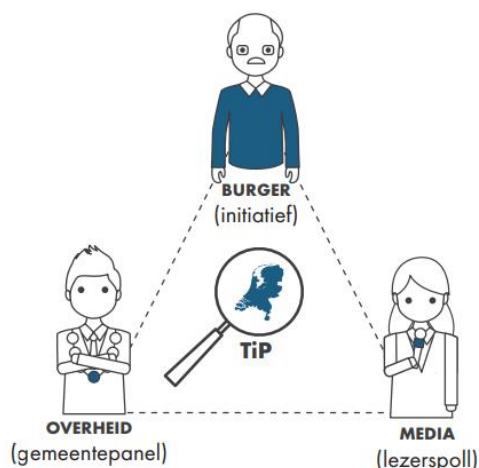 BURGER
(initiatief)
TiP
OVERHEID
(gemeentepanel)
MEDIA
(lezerspoll)